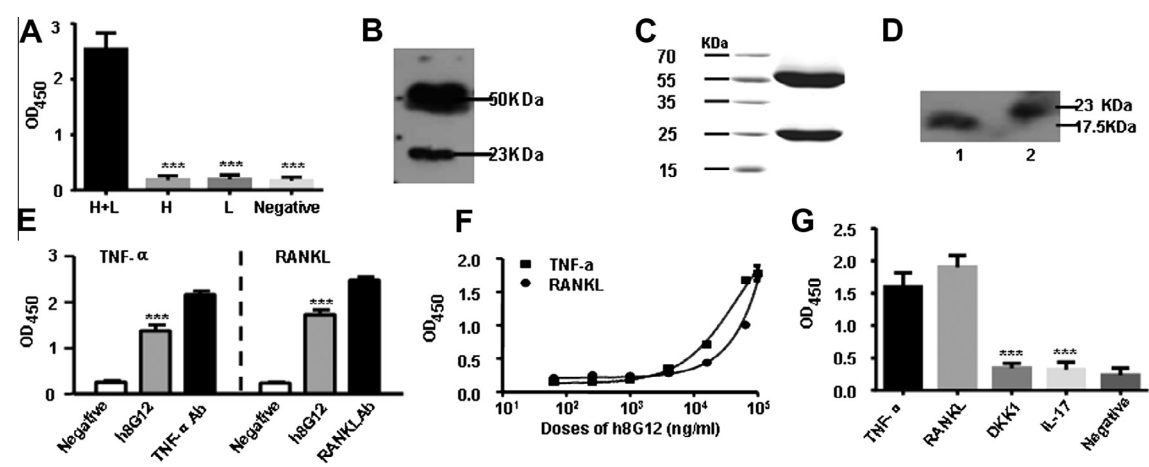 A
3
2
1
0
OD450
***
***
***
H+L
H
L
Negative
B
50KDa
23KDa
C
KDa
70
55
35
25
15
D
23 KDa
17.5KDa
1
2
E
TNF-α
RANKL
3
2
1
0
OD450
***
***
Negative
h8G12
TNF-α Ab
Negative
h8G12
RANKL Ab
F
2.0
1.5
1.0
0.5
0.0
OD450
TNF-a
RANKL
10¹
10²
10³
10⁴
10⁵
Doses of h8G12 (ng/ml)
G
2.5
2.0
1.5
1.0
0.5
0.0
OD450
***
***
TNF-α
RANKL
DKK1
IL-17
Negative